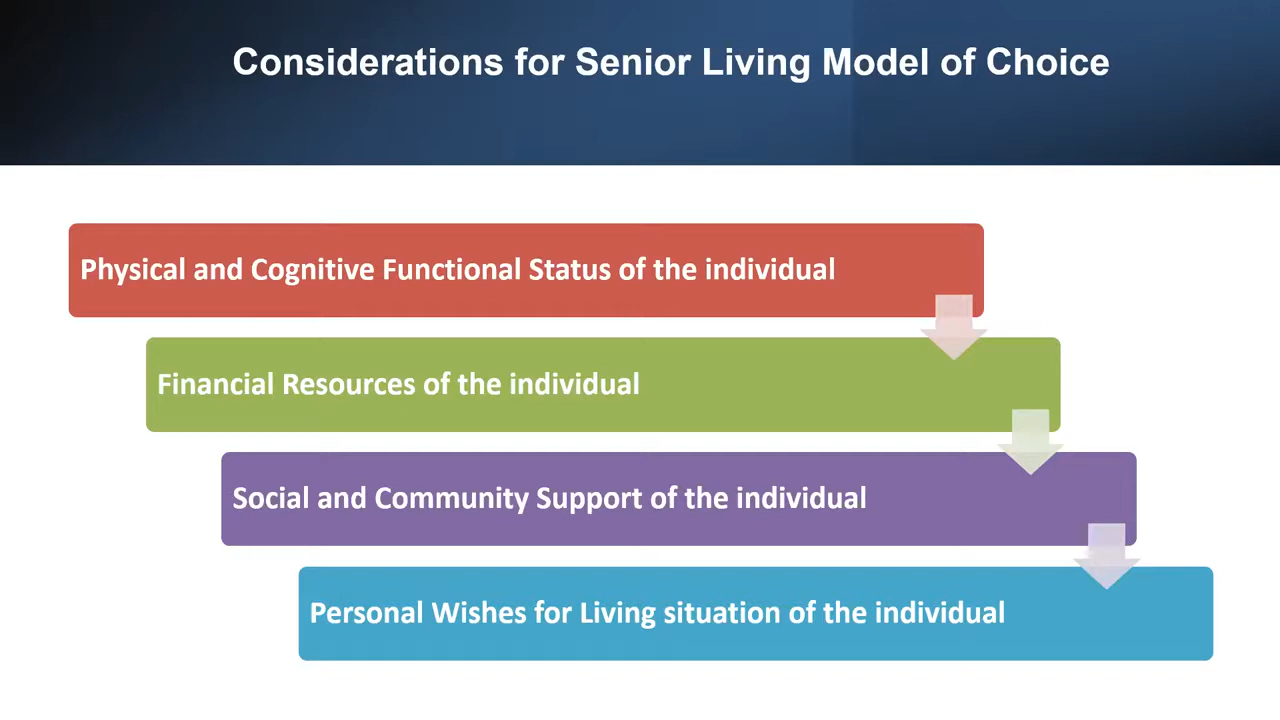 Considerations for Senior Living Model of Choice
Physical and Cognitive Functional Status of the individual
Financial Resources of the individual
Social and Community Support of the individual
Personal Wishes for Living situation of the individual